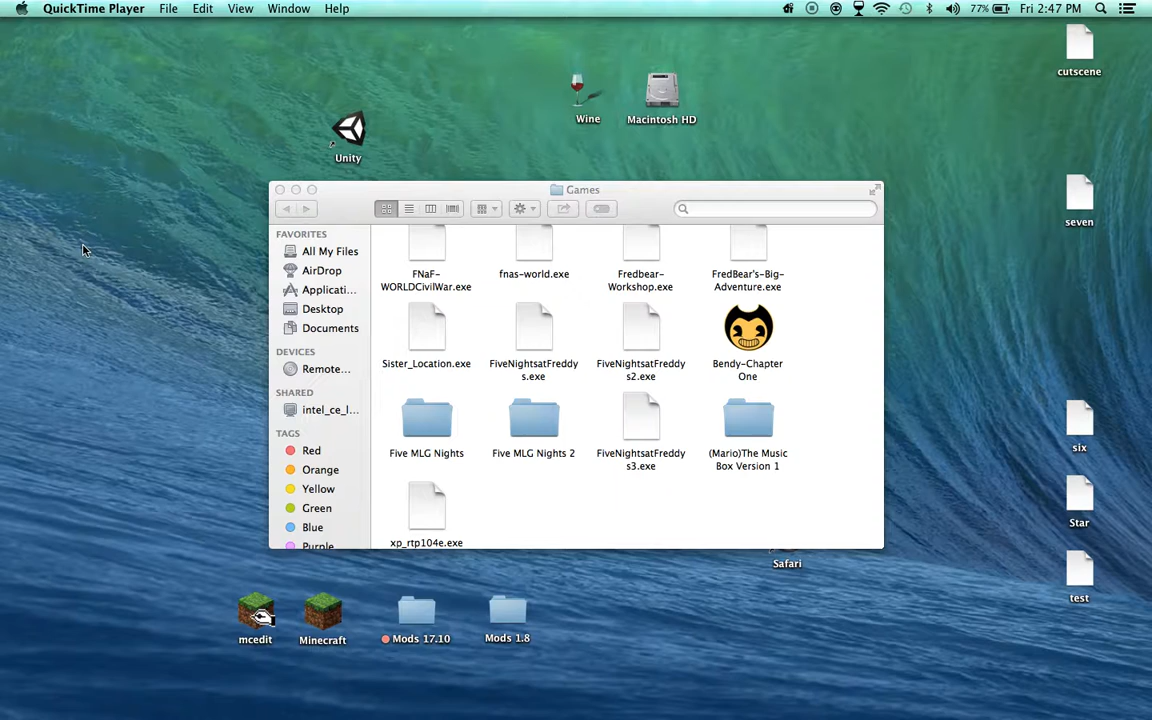 QuickTime Player File Edit View Window Help 77% Fri 2:47 PM
cutscene
Wine
Macintosh HD
Unity
seven
Games
FAVORITES
All My Files
AirDrop
Applicati...
Desktop
Documents
DEVICES
Remote...
SHARED
intel_ce_l...
TAGS
Red
Orange
Yellow
Green
Blue
Purple
FNaF-
WORLDCivilWar.exe
fnas-world.exe
Fredbear-
Workshop.exe
FredBear's-Big-
Adventure.exe
Sister_Location.exe
FiveNightsatFreddy
s.exe
FiveNightsatFreddy
s2.exe
Bendy-Chapter
One
Five MLG Nights
Five MLG Nights 2
FiveNightsatFreddy
s3.exe
(Mario)The Music
Box Version 1
xp_rtp104e.exe
six
Star
Safari
test
mcedit
Minecraft
Mods 17.10
Mods 1.8